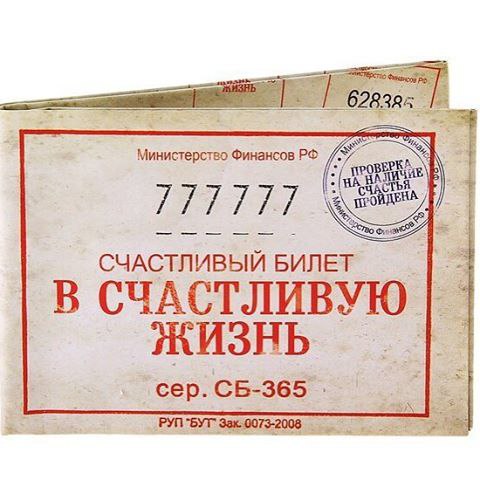 ЖИЗНЬ
Министерство Финансов РФ
628385
Министерство Финансов РФ
777777
СЧАСТЛИВЫЙ БИЛЕТ
В СЧАСТЛИВУЮ
ЖИЗНЬ
сер. СБ-365
РУП "БУТ" Зак. 0073-2008
Министерство Финансов РФ
ПРОВЕРКА
НА НАЛИЧИЕ
СЧАСТЬЯ
ПРОЙДЕНА
Министерство Финансов РФ